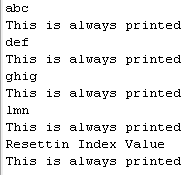 abc
This is always printed
def
This is always printed
ghig
This is always printed
lmn
This is always printed
Resettin Index Value
This is always printed